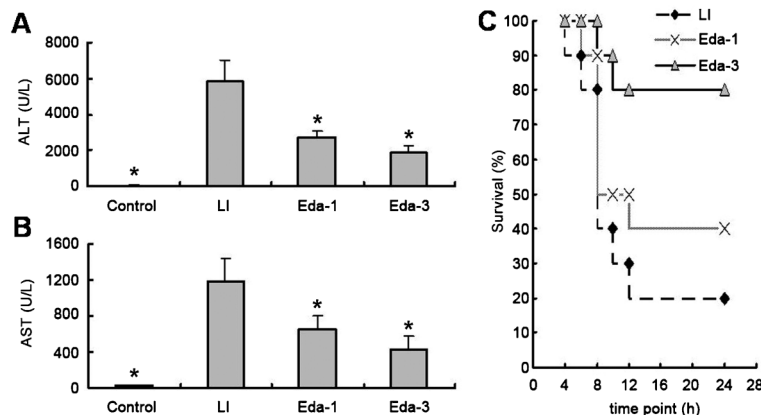 A
ALT (U/L)
8000
6000
4000
2000
0
*
*
*
Control LI Eda-1 Eda-3
B
AST (U/L)
1600
1200
800
400
0
*
*
*
Control LI Eda-1 Eda-3
C
LI
Eda-1
Eda-3
Survival (%)
100
90
80
70
60
50
40
30
20
10
0
0 4 8 12 16 20 24 28
time point (h)